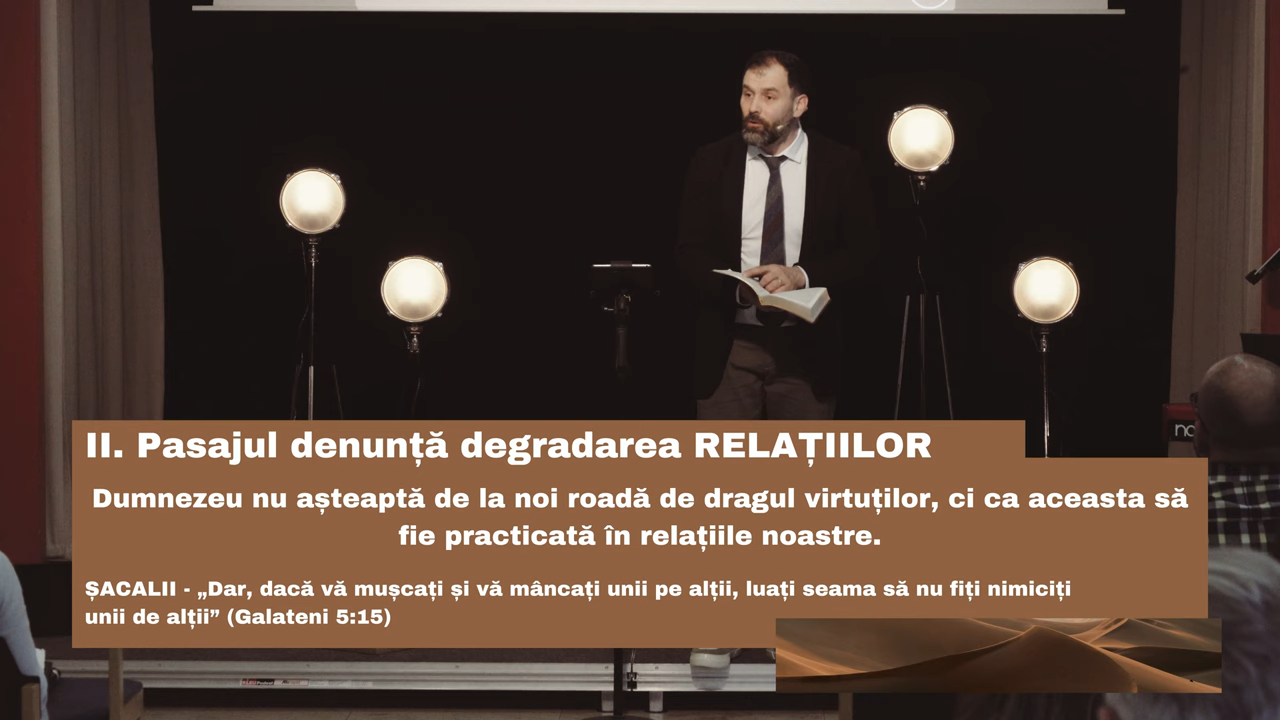 II. Pasajul denunță degradarea RELAȚIILOR
Dumnezeu nu așteaptă de la noi roadă de dragul virtuților, ci ca aceasta să
fie practicată în relațiile noastre.
ȘACALII - „Dar, dacă vă mușcați și vă mâncați unii pe alții, luați seama să nu fiți nimiciți
unii de alții” (Galateni 5:15)